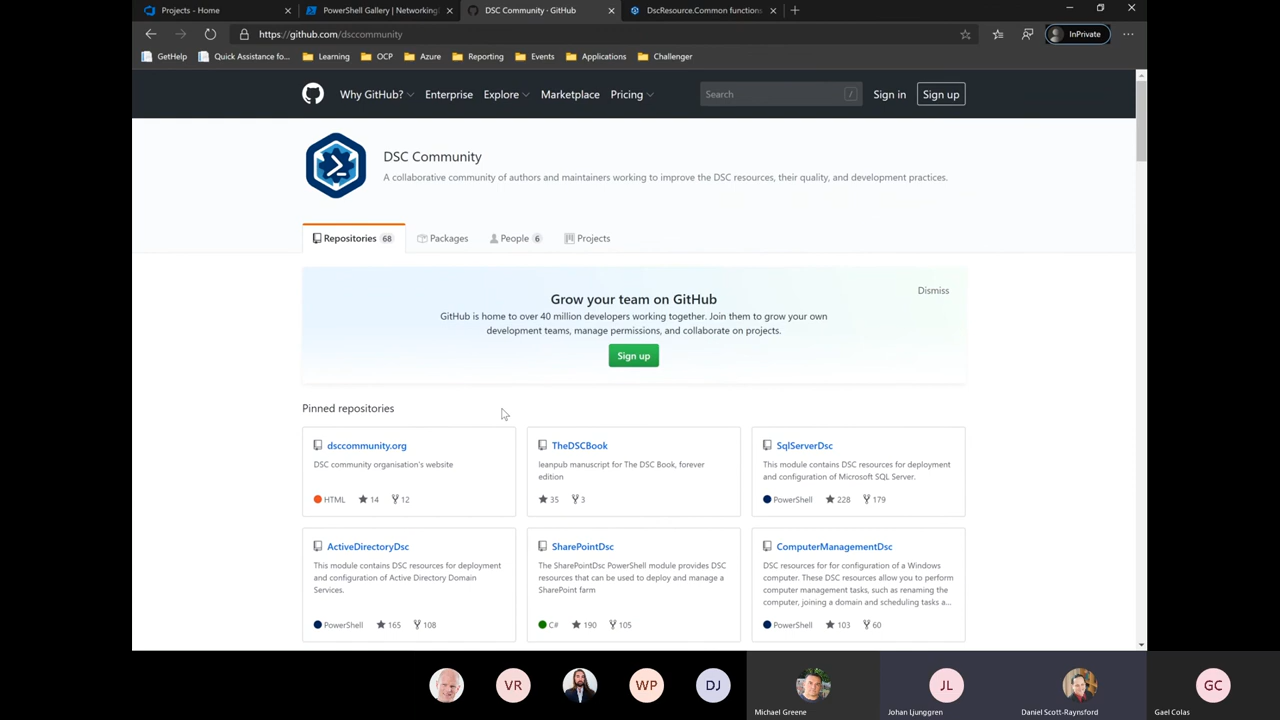 Projects - Home
PowerShell Gallery | Networking
DSC Community · GitHub
DscResource.Common functions
https://github.com/dsccommunity
InPrivate
GetHelp
Quick Assistance fo...
Learning
OCP
Azure
Reporting
Events
Applications
Challenger
Why GitHub?
Enterprise
Explore
Marketplace
Pricing
Search
/
Sign in
Sign up
DSC Community
A collaborative community of authors and maintainers working to improve the DSC resources, their quality, and development practices.
Repositories 68
Packages
People 6
Projects
Dismiss
Grow your team on GitHub
GitHub is home to over 40 million developers working together. Join them to grow your own
development teams, manage permissions, and collaborate on projects.
Sign up
Pinned repositories
dsccommunity.org
DSC community organisation's website
HTML 14 12
TheDSCBook
leanpub manuscript for The DSC Book, forever
edition
35 3
SqlServerDsc
This module contains DSC resources for deployment
and configuration of Microsoft SQL Server.
PowerShell 228 179
ActiveDirectoryDsc
This module contains DSC resources for deployment
and configuration of Active Directory Domain
Services.
PowerShell 165 108
SharePointDsc
The SharePointDsc PowerShell module provides DSC
resources that can be used to deploy and manage a
SharePoint farm
C# 190 105
ComputerManagementDsc
DSC resources for for configuration of a Windows
computer. These DSC resources allow you to perform
computer management tasks, such as renaming the
computer, joining a domain and scheduling tasks a...
PowerShell 103 60
VR
WP
DJ
JL
GC
Michael Greene
Johan Ljunggren
Daniel Scott-Raynsford
Gael Colas